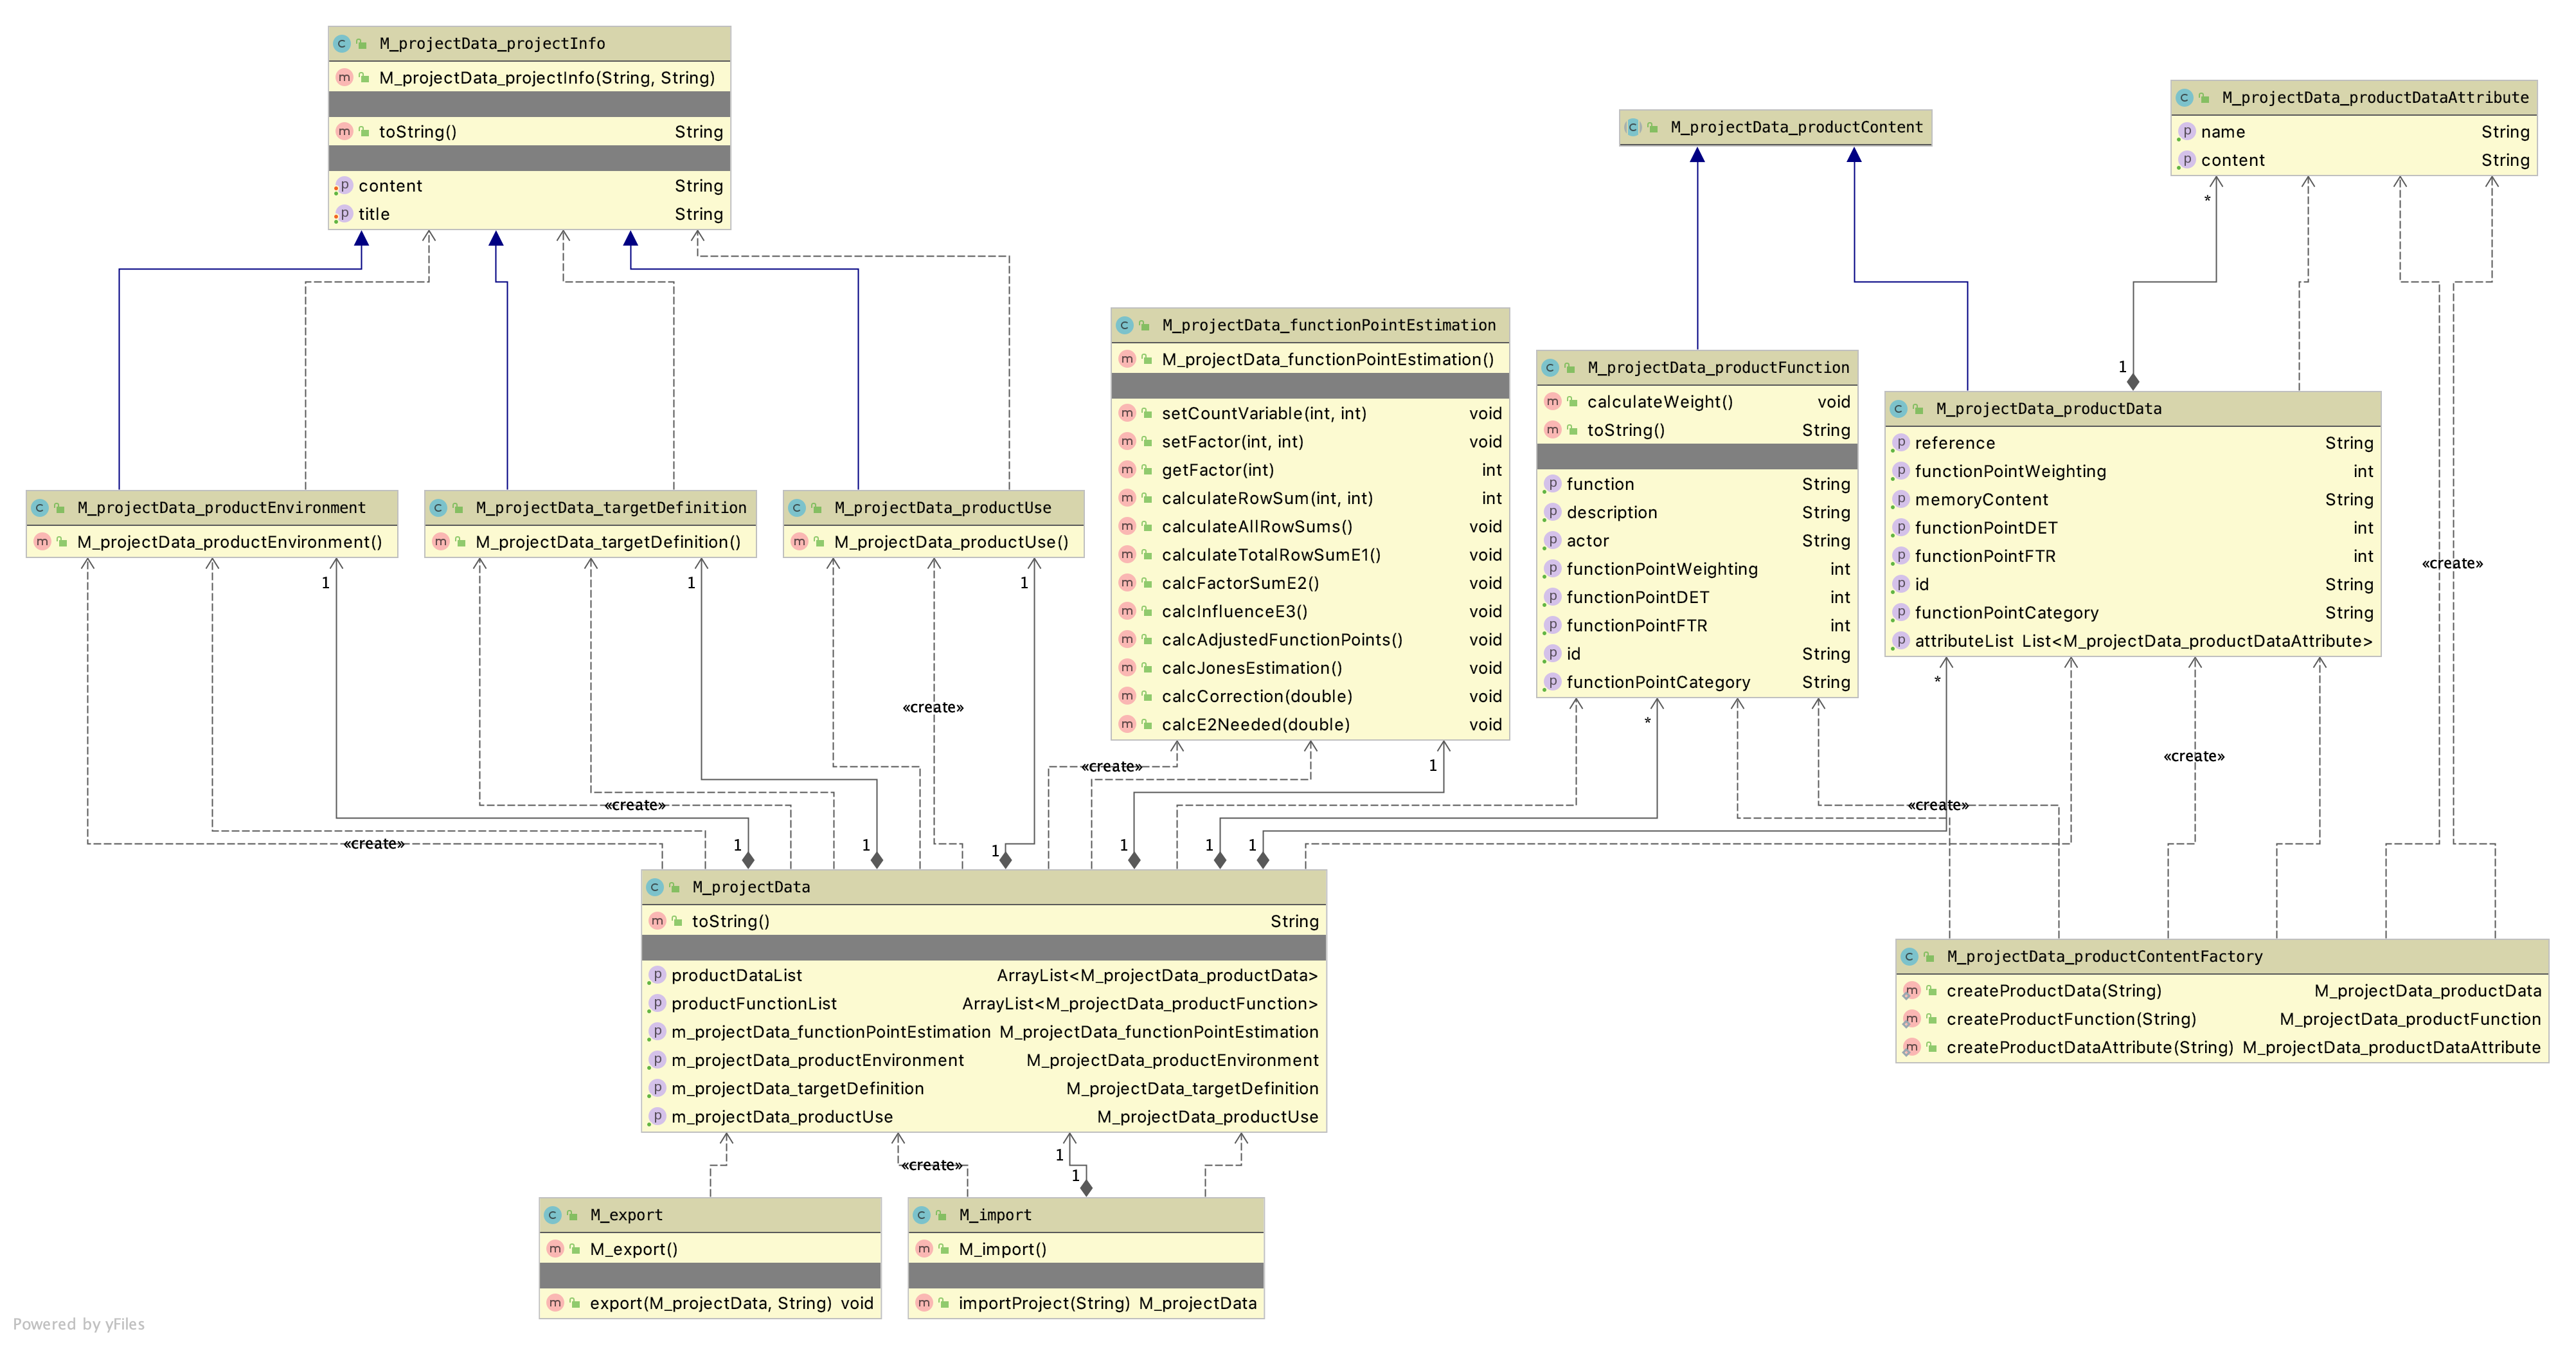 M_projectData_projectInfo
M_projectData_projectInfo(String, String)
toString() String
content String
title String
M_projectData_productContent
M_projectData_productDataAttribute
name String
content String
*
1
M_projectData_functionPointEstimation
M_projectData_functionPointEstimation()
setCountVariable(int, int) void
setFactor(int, int) void
getFactor(int) int
calculateRowSum(int, int) int
calculateAllRowSums() void
calculateTotalRowSumE1() void
calcFactorSumE2() void
calcInfluenceE3() void
calcAdjustedFunctionPoints() void
calcJonesEstimation() void
calcCorrection(double) void
calcE2Needed(double) void
M_projectData_productFunction
calculateWeight() void
toString() String
function String
description String
actor String
functionPointWeighting int
functionPointDET int
functionPointFTR int
id String
functionPointCategory String
M_projectData_productData
reference String
functionPointWeighting int
memoryContent String
functionPointDET int
functionPointFTR int
id String
functionPointCategory String
attributeList List<M_projectData_productDataAttribute>
«create»
M_projectData_productEnvironment
M_projectData_productEnvironment()
M_projectData_targetDefinition
M_projectData_targetDefinition()
M_projectData_productUse
M_projectData_productUse()
1
1
1
*
*
«create»
1
«create»
«create»
«create»
«create»
«create»
1
1
1
1
1
1
M_projectData
toString() String
productDataList ArrayList<M_projectData_productData>
productFunctionList ArrayList<M_projectData_productFunction>
m_projectData_functionPointEstimation M_projectData_functionPointEstimation
m_projectData_productEnvironment M_projectData_productEnvironment
m_projectData_targetDefinition M_projectData_targetDefinition
m_projectData_productUse M_projectData_productUse
M_projectData_productContentFactory
createProductData(String) M_projectData_productData
createProductFunction(String) M_projectData_productFunction
createProductDataAttribute(String) M_projectData_productDataAttribute
«create»
1
1
M_export
M_export()
export(M_projectData, String) void
M_import
M_import()
importProject(String) M_projectData
Powered by yFiles